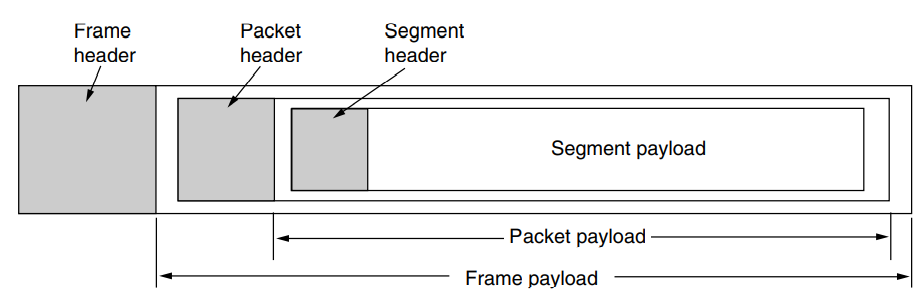 Frame
header
Packet
header
Segment
header
Segment payload
Packet payload
Frame payload